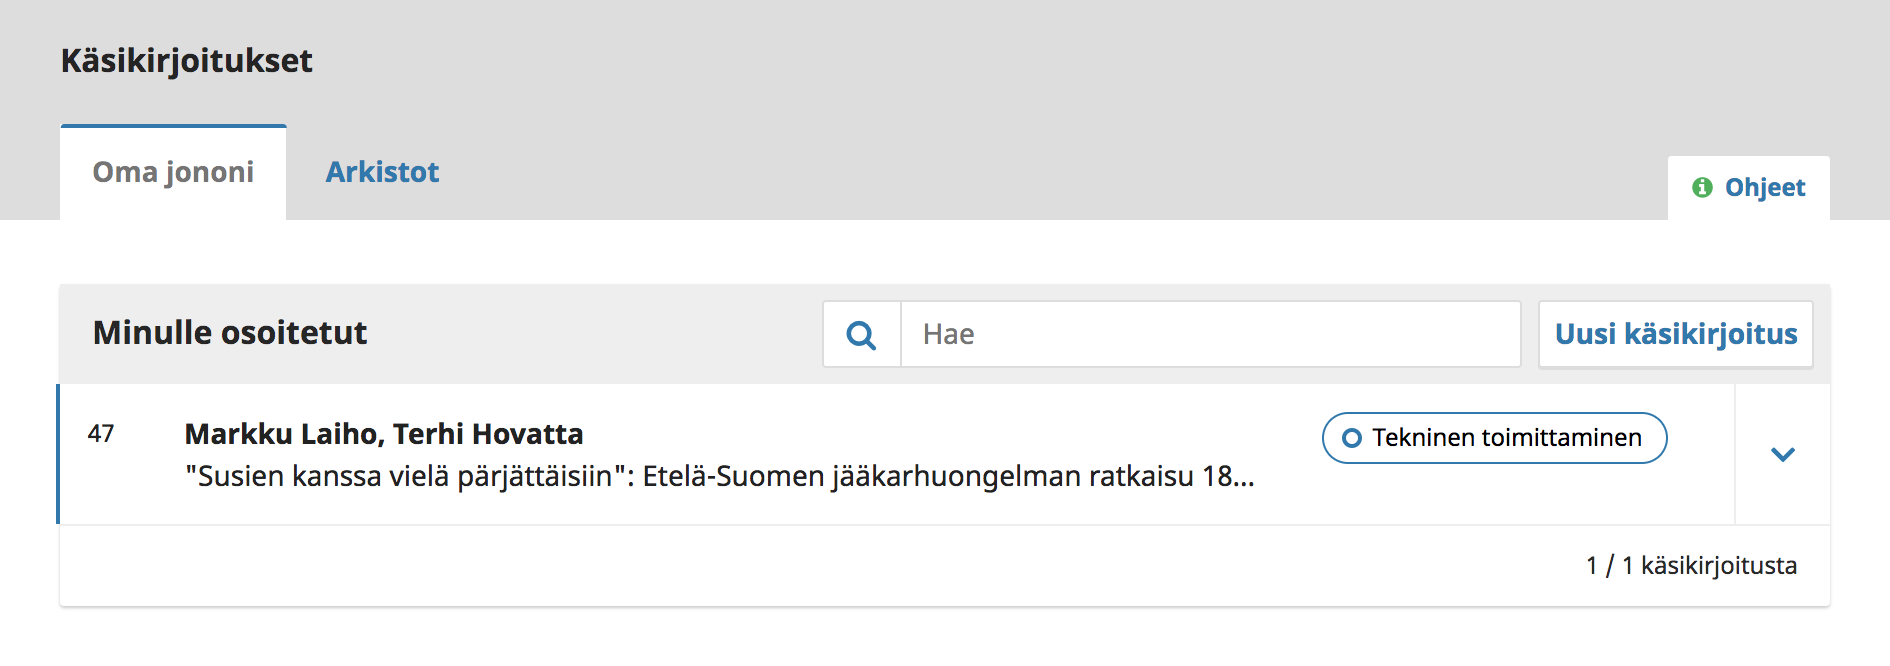 Käsikirjoitukset
Oma jononi
Arkistot
Ohjeet
Minulle osoitetut
Hae
Uusi käsikirjoitus
47
Markku Laiho, Terhi Hovatta
Tekninen toimittaminen
"Susien kanssa vielä pärjättäisiin": Etelä-Suomen jääkarhuongelman ratkaisu 18...
1 / 1 käsikirjoitusta